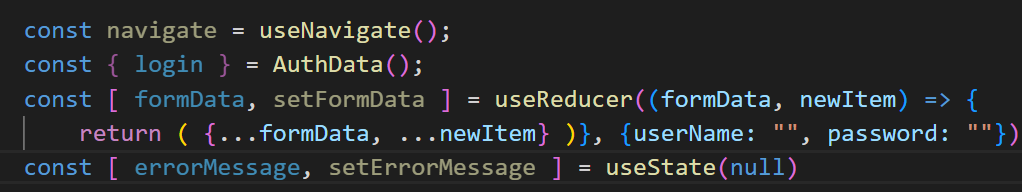 const navigate = useNavigate();
const { login } = AuthData();
const [ formData, setFormData ] = useReducer((formData, newItem) => {
return ( {...formData, ...newItem} )}, {userName: "", password: ""})
const [ errorMessage, setErrorMessage ] = useState(null)